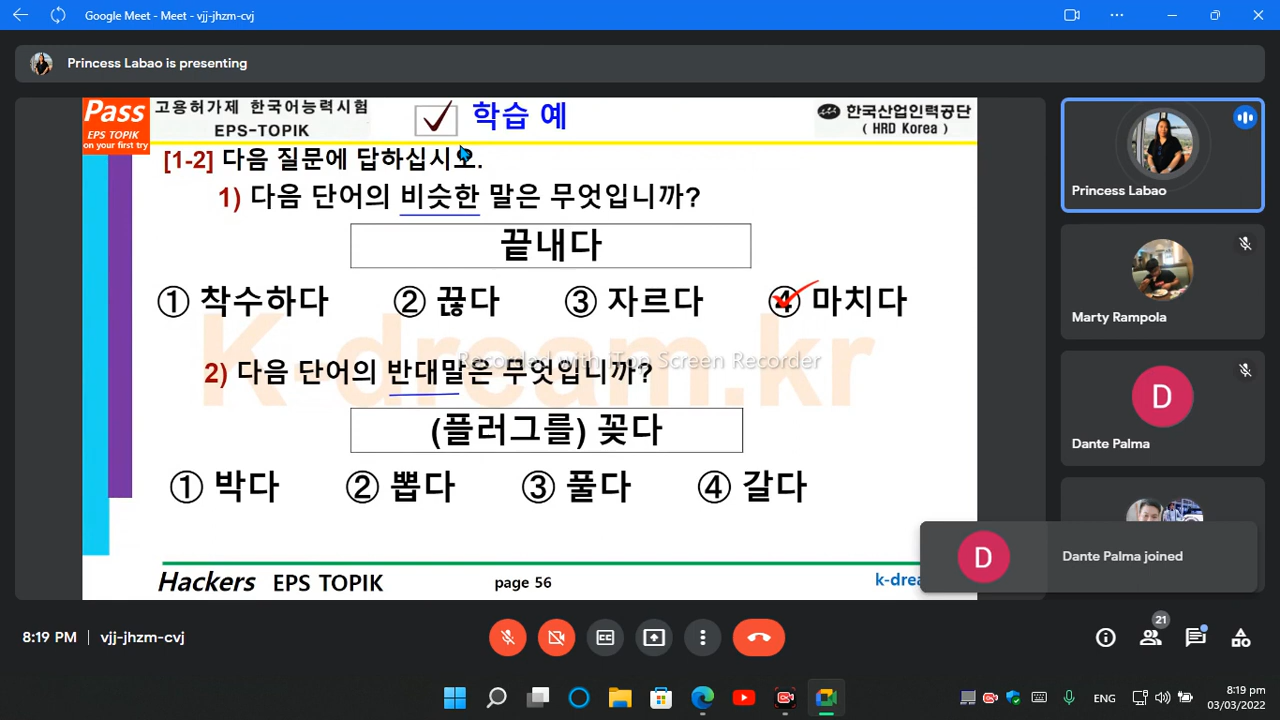 Google Meet - Meet - vjj-jhzm-cvj
Princess Labao is presenting
Pass
EPS TOPIK
on your first try
고용허가제 한국어능력시험
EPS-TOPIK
학습 예
한국산업인력공단
( HRD Korea )
[1-2] 다음 질문에 답하십시오.
1) 다음 단어의 비슷한 말은 무엇입니까?
끝내다
① 착수하다 ② 끊다 ③ 자르다 ④ 마치다
K-dream.kr
Recorded with iTop Screen Recorder
2) 다음 단어의 반대말은 무엇입니까?
(플러그를) 꽂다
① 박다 ② 뽑다 ③ 풀다 ④ 갈다
Hackers EPS TOPIK
page 56
k-drea
Princess Labao
Marty Rampola
D
Dante Palma
D
Dante Palma joined
8:19 PM | vjj-jhzm-cvj
CC
21
ENG
8:19 pm
03/03/2022